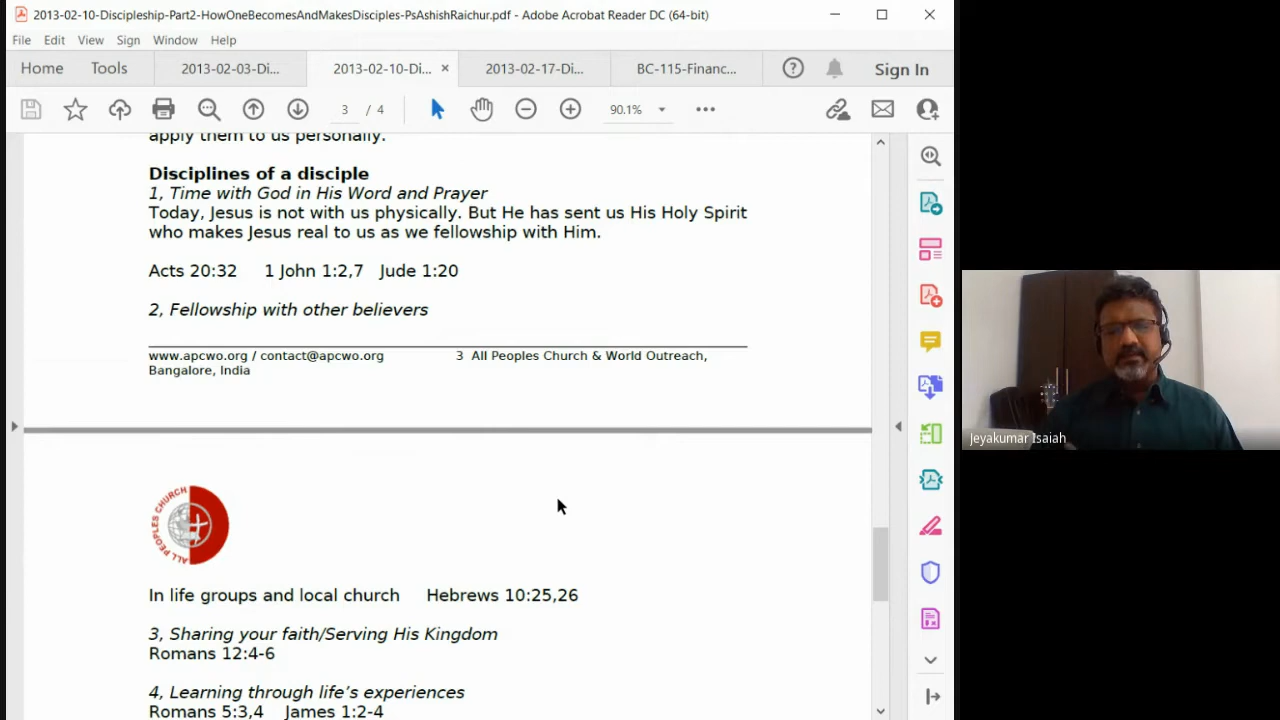 2013-02-10-Discipleship-Part2-HowOneBecomesAndMakesDisciples-PsAshishRaichur.pdf - Adobe Acrobat Reader DC (64-bit)
File Edit View Sign Window Help
Home Tools 2013-02-03-Di... 2013-02-10-Di... × 2013-02-17-Di... BC-115-Financ... Sign In
3 / 4 90.1%
apply them to us personally.
Disciplines of a disciple
1, Time with God in His Word and Prayer
Today, Jesus is not with us physically. But He has sent us His Holy Spirit
who makes Jesus real to us as we fellowship with Him.
Acts 20:32 1 John 1:2,7 Jude 1:20
2, Fellowship with other believers
www.apcwo.org / contact@apcwo.org 3 All Peoples Church & World Outreach,
Bangalore, India
ALL PEOPLES CHURCH
In life groups and local church Hebrews 10:25,26
3, Sharing your faith/Serving His Kingdom
Romans 12:4-6
4, Learning through life's experiences
Romans 5:3,4 James 1:2-4
Jeyakumar Isaiah